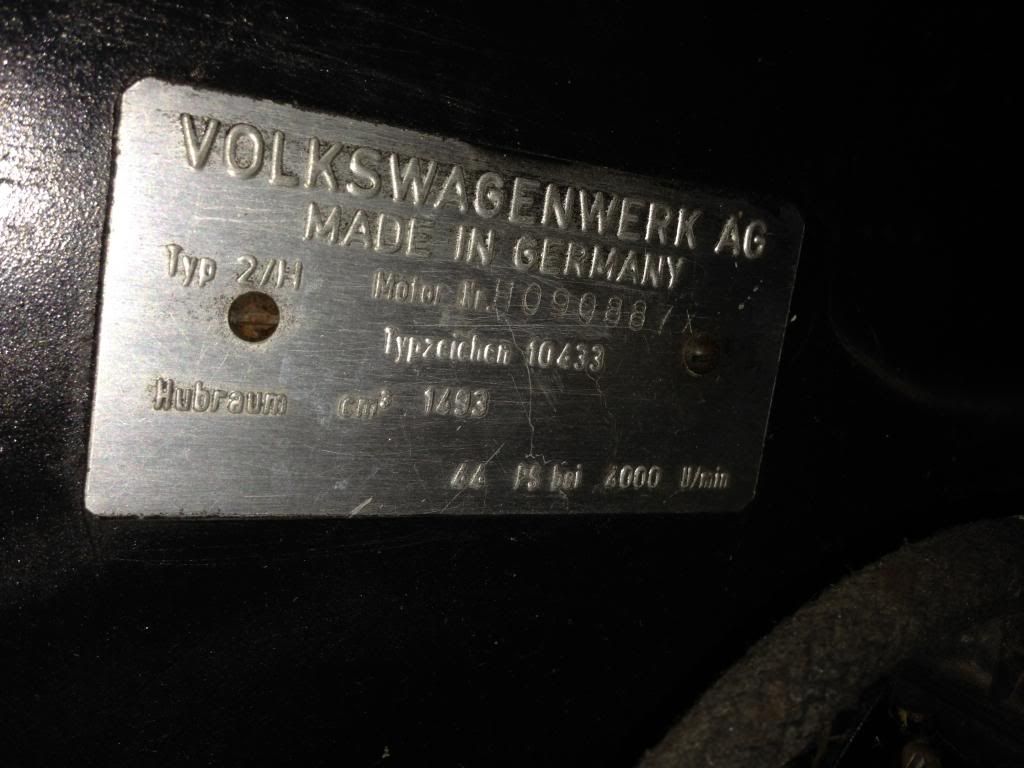 VOLKSWAGENWERK AG
MADE IN GERMANY
Typ 2/H Motor Nr. H090887/X
Typzeichen 10433
Hubraum cm³ 1493
44 PS bei 4000 U/min